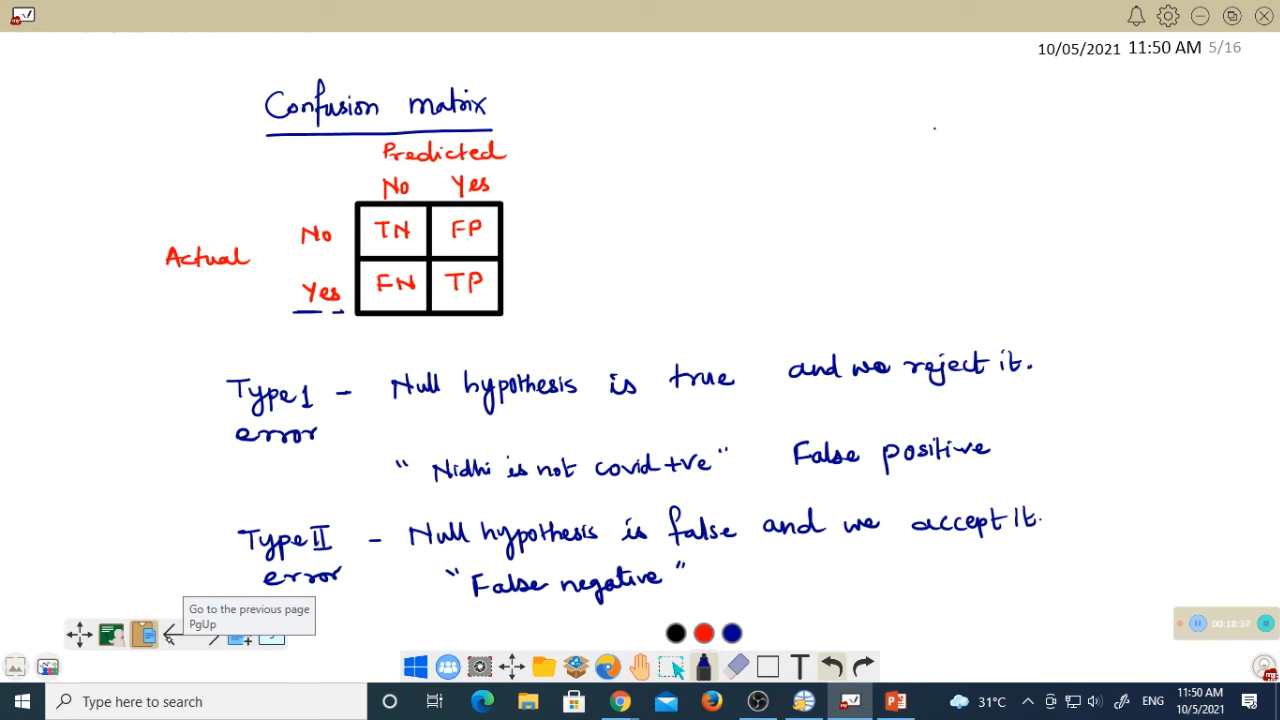 10/05/2021 11:50 AM 5/16
Confusion matrix
Predicted
No Yes
No TN FP
Actual
Yes FN TP
Type 1 - Null hypothesis is true and we reject it.
error
"Nidhi is not covid +ve" False positive
Type II - Null hypothesis is false and we accept it.
error "False negative"
Go to the previous page
PgUp
00:18:37
Type here to search
31°C
ENG
11:50 AM
10/5/2021